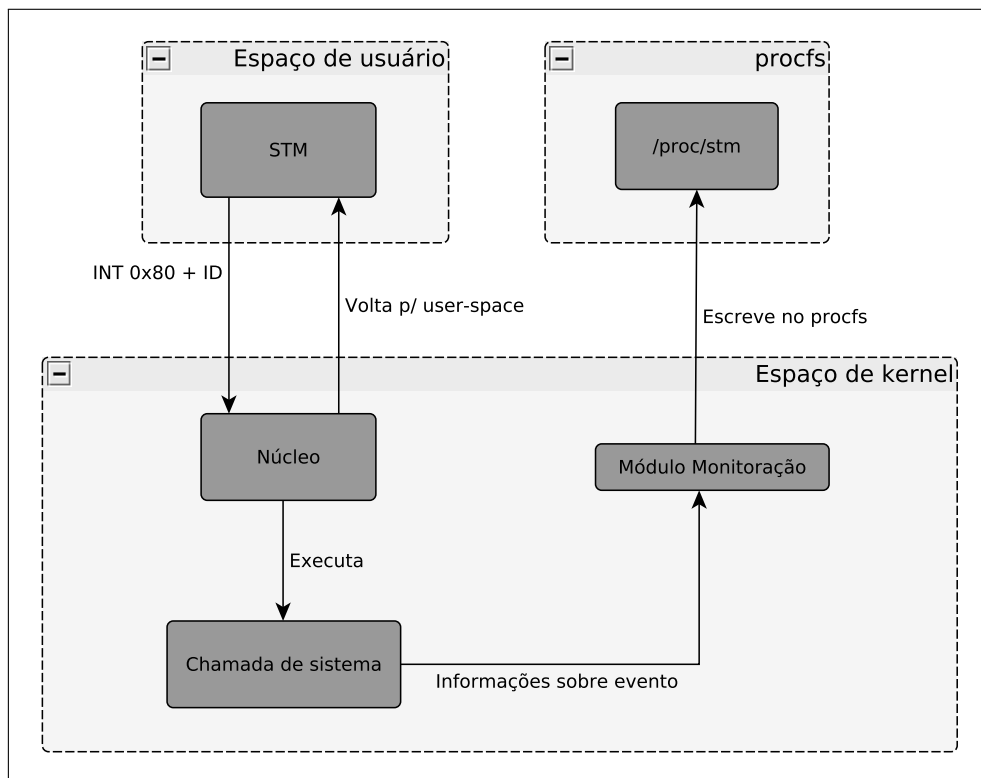 Espaço de usuário
procfs
STM
/proc/stm
INT 0x80 + ID
Volta p/ user-space
Escreve no procfs
Espaço de kernel
Núcleo
Módulo Monitoração
Executa
Chamada de sistema
Informações sobre evento